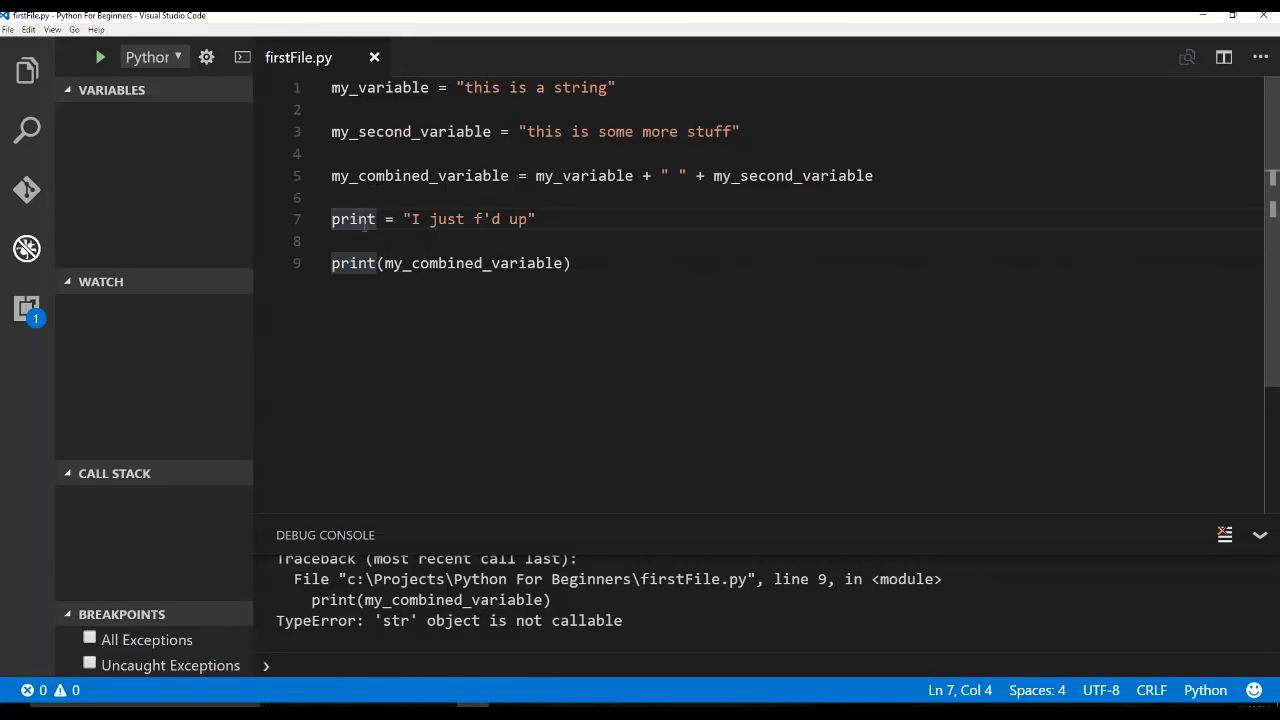 firstFile.py - Python For Beginners - Visual Studio Code
File Edit View Go Help
Python
firstFile.py
VARIABLES
1 my_variable = "this is a string"
2
3 my_second_variable = "this is some more stuff"
4
5 my_combined_variable = my_variable + " " + my_second_variable
6
7 print = "I just f'd up"
8
9 print(my_combined_variable)
WATCH
1
CALL STACK
DEBUG CONSOLE
Traceback (most recent call last):
File "c:\Projects\Python For Beginners\firstFile.py", line 9, in <module>
print(my_combined_variable)
TypeError: 'str' object is not callable
BREAKPOINTS
All Exceptions
Uncaught Exceptions
0 0 Ln 7, Col 4 Spaces: 4 UTF-8 CRLF Python